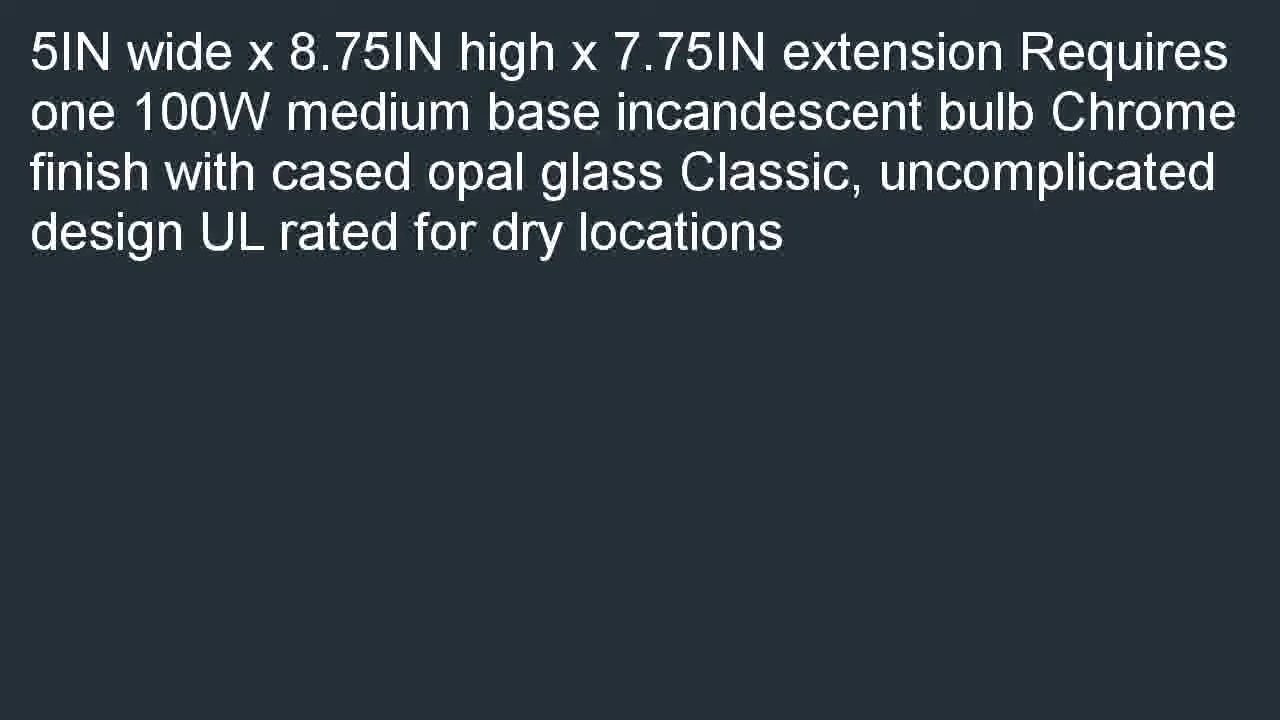 5IN wide x 8.75IN high x 7.75IN extension Requires
one 100W medium base incandescent bulb Chrome
finish with cased opal glass Classic, uncomplicated
design UL rated for dry locations